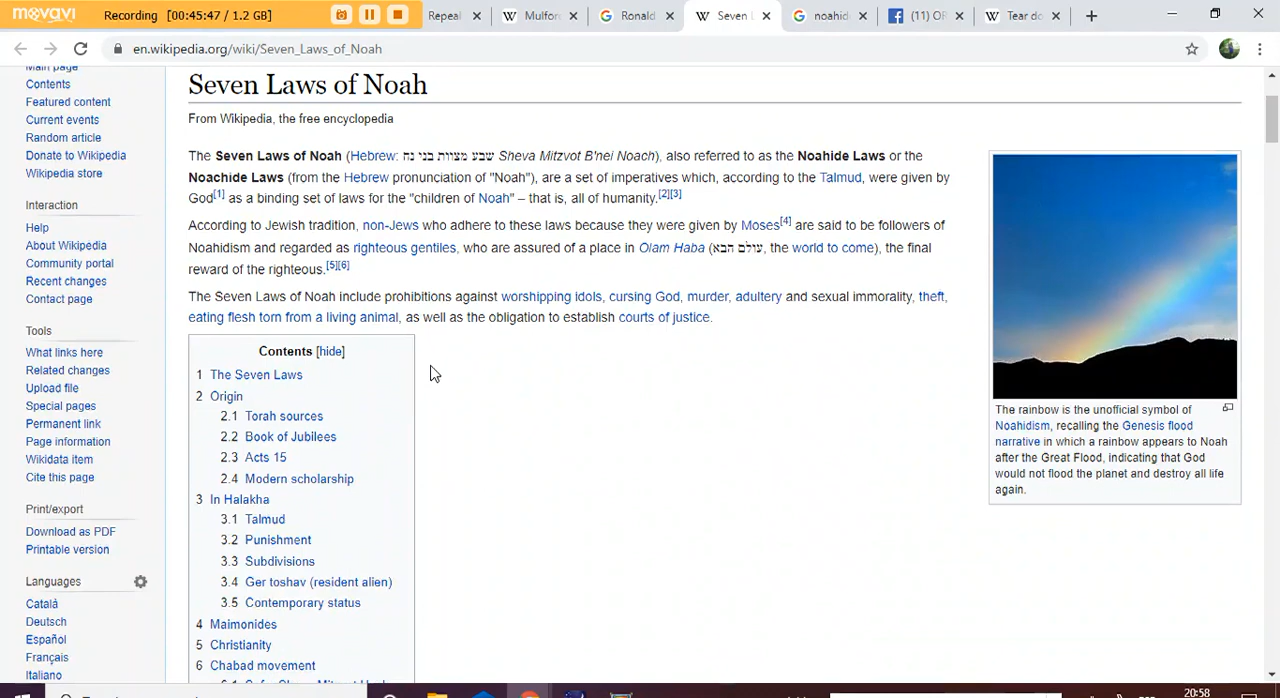 movavi Recording (00:45:47 / 1.2 GB) Repeal Mulfor Ronald Seven L noahid (11) OF Tear do
en.wikipedia.org/wiki/Seven_Laws_of_Noah
Main page
Contents
Featured content
Current events
Random article
Donate to Wikipedia
Wikipedia store
Interaction
Help
About Wikipedia
Community portal
Recent changes
Contact page
Tools
What links here
Related changes
Upload file
Special pages
Permanent link
Page information
Wikidata item
Cite this page
Print/export
Download as PDF
Printable version
Languages
Català
Deutsch
Español
Français
Italiano
Seven Laws of Noah
From Wikipedia, the free encyclopedia
The Seven Laws of Noah (Hebrew: שבע מצוות בני נח Sheva Mitzvot B'nei Noach), also referred to as the Noahide Laws or the
Noachide Laws (from the Hebrew pronunciation of "Noah"), are a set of imperatives which, according to the Talmud, were given by
God[1] as a binding set of laws for the "children of Noah" – that is, all of humanity.[2][3]
According to Jewish tradition, non-Jews who adhere to these laws because they were given by Moses[4] are said to be followers of
Noahidism and regarded as righteous gentiles, who are assured of a place in Olam Haba (עולם הבא, the world to come), the final
reward of the righteous.[5][6]
The Seven Laws of Noah include prohibitions against worshipping idols, cursing God, murder, adultery and sexual immorality, theft,
eating flesh torn from a living animal, as well as the obligation to establish courts of justice.
Contents [hide]
1 The Seven Laws
2 Origin
2.1 Torah sources
2.2 Book of Jubilees
2.3 Acts 15
2.4 Modern scholarship
3 In Halakha
3.1 Talmud
3.2 Punishment
3.3 Subdivisions
3.4 Ger toshav (resident alien)
3.5 Contemporary status
4 Maimonides
5 Christianity
6 Chabad movement
The rainbow is the unofficial symbol of
Noahidism, recalling the Genesis flood
narrative in which a rainbow appears to Noah
after the Great Flood, indicating that God
would not flood the planet and destroy all life
again.
20:58